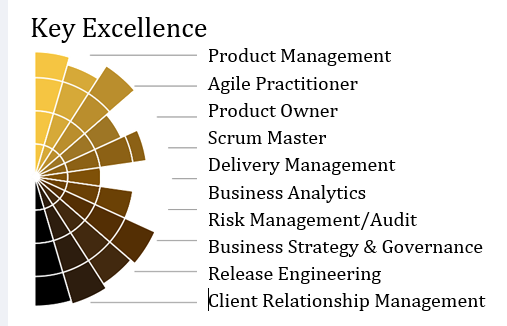 Key Excellence
Product Management
Agile Practitioner
Product Owner
Scrum Master
Delivery Management
Business Analytics
Risk Management/Audit
Business Strategy & Governance
Release Engineering
Client Relationship Management